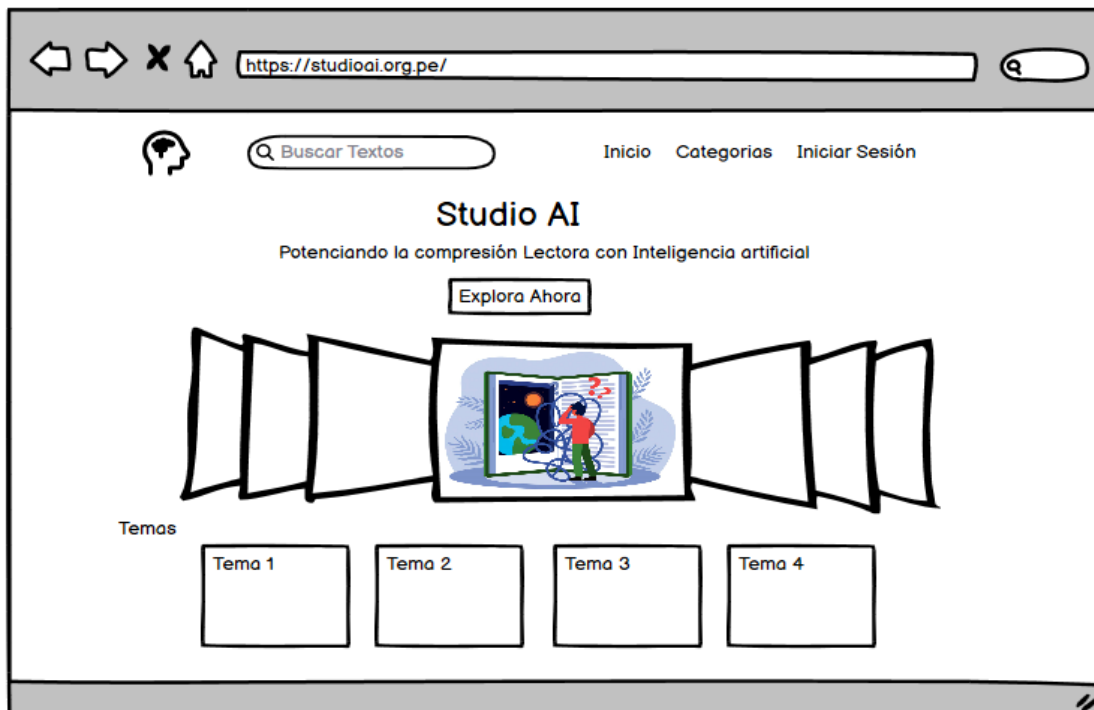 https://studioai.org.pe/
Buscar Textos
Inicio Categorias Iniciar Sesión
Studio AI
Potenciando la compresión Lectora con Inteligencia artificial
Explora Ahora
??
Temas
Tema 1 Tema 2 Tema 3 Tema 4